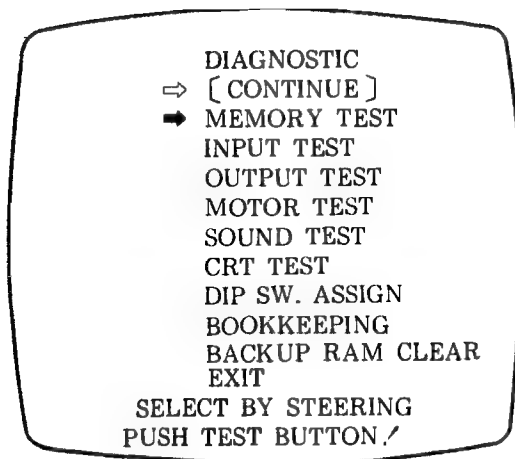 DIAGNOSTIC
⇨ [CONTINUE]
➡ MEMORY TEST
INPUT TEST
OUTPUT TEST
MOTOR TEST
SOUND TEST
CRT TEST
DIP SW. ASSIGN
BOOKKEEPING
BACKUP RAM CLEAR
EXIT
SELECT BY STEERING
PUSH TEST BUTTON!